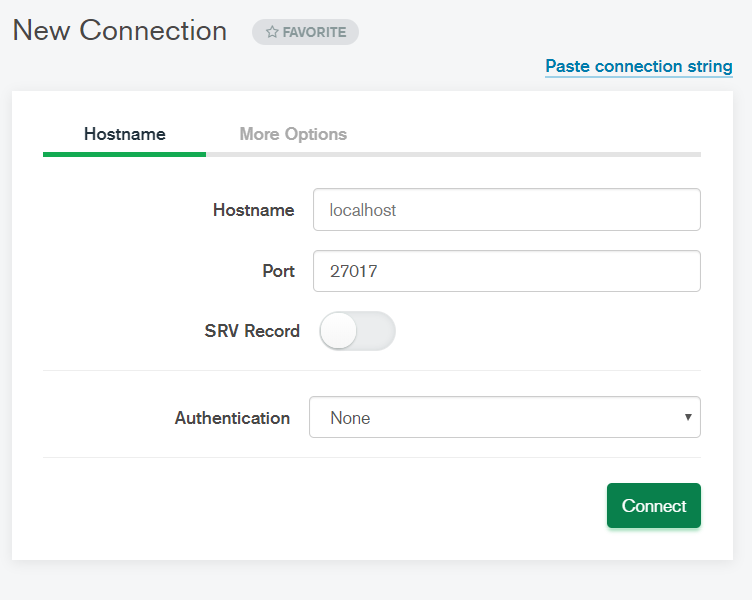 New Connection
FAVORITE
Paste connection string
Hostname
More Options
Hostname
localhost
Port
27017
SRV Record
Authentication
None
Connect